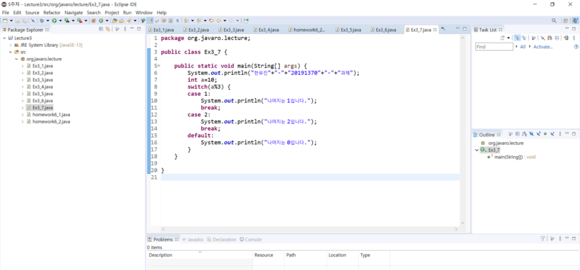 Lecture3/src/org/javaro/lecture/Ex3_7.java - Eclipse IDE
File Edit Source Refactor Navigate Search Project Run Window Help
Package Explorer
Lecture3
JRE System Library [JavaSE-13]
src
org.javaro.lecture
Ex3_1.java
Ex3_2.java
Ex3_3.java
Ex3_4.java
Ex3_5.java
Ex3_6.java
Ex3_7.java
homework6_1.java
homework6_2.java
Ex3_1.java Ex3_2.java Ex3_3.java Ex3_4.java homework6_2... Ex3_5.java Ex3_6.java Ex3_7.java
1 package org.javaro.lecture;
2
3 public class Ex3_7 {
4
5 public static void main(String[] args) {
6 System.out.println("한유진"+"-"+"20191370"+"-"+"과제");
7 int a=10;
8 switch(a%3) {
9 case 1:
10 System.out.println("나머지는 1입니다.");
11 break;
12 case 2:
13 System.out.println("나머지는 2입니다.");
14 break;
15 default:
16 System.out.println("나머지는 0입니다.");
17 }
18 }
19
20 }
21
Task List
Find All Activate...
Outline
org.javaro.lecture
Ex3_7
main(String[]) : void
Problems Javadoc Declaration Console
0 items
Description Resource Path Location Type